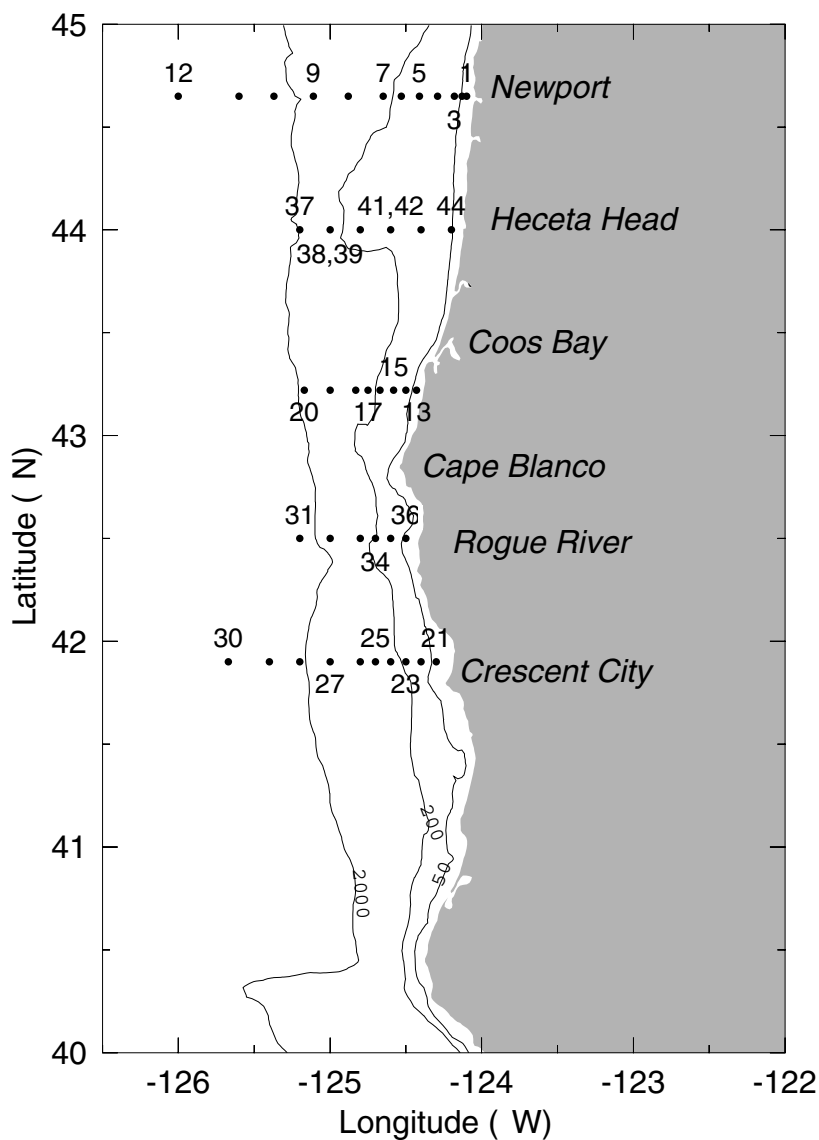 45
12 9 7 5 1 Newport
3
37 41,42 44 Heceta Head
44
38,39
Coos Bay
15
20 17 13
43
Cape Blanco
31 36 Rogue River
34
42
30 25 21
Crescent City
27 23
200
41
50
2000
40
-126 -125 -124 -123 -122
Longitude ( W)
Latitude ( N)